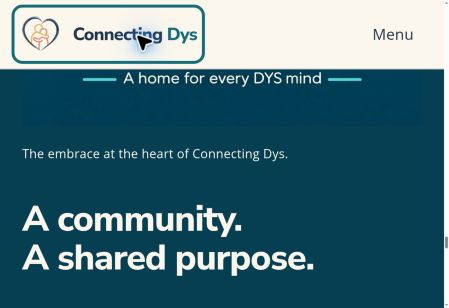 Connecting Dys
Menu
A home for every DYS mind
The embrace at the heart of Connecting Dys.
A community.
A shared purpose.